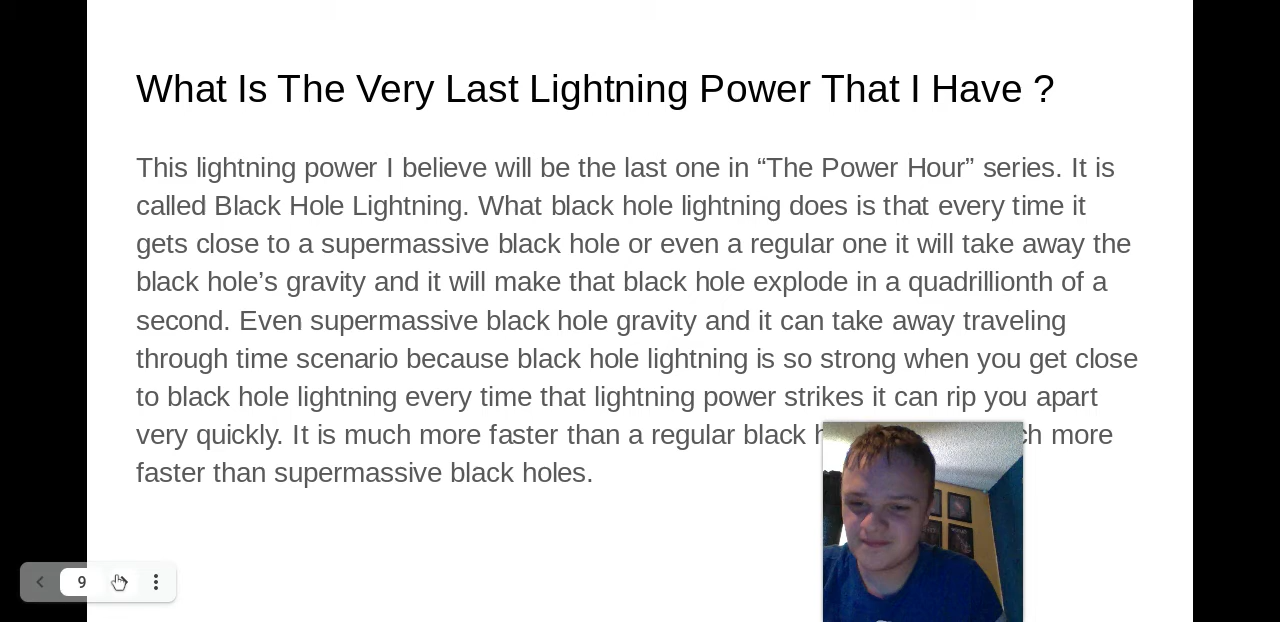 What Is The Very Last Lightning Power That I Have ?
This lightning power I believe will be the last one in “The Power Hour” series. It is
called Black Hole Lightning. What black hole lightning does is that every time it
gets close to a supermassive black hole or even a regular one it will take away the
black hole’s gravity and it will make that black hole explode in a quadrillionth of a
second. Even supermassive black hole gravity and it can take away traveling
through time scenario because black hole lightning is so strong when you get close
to black hole lightning every time that lightning power strikes it can rip you apart
very quickly. It is much more faster than a regular black more
faster than supermassive black holes.
9